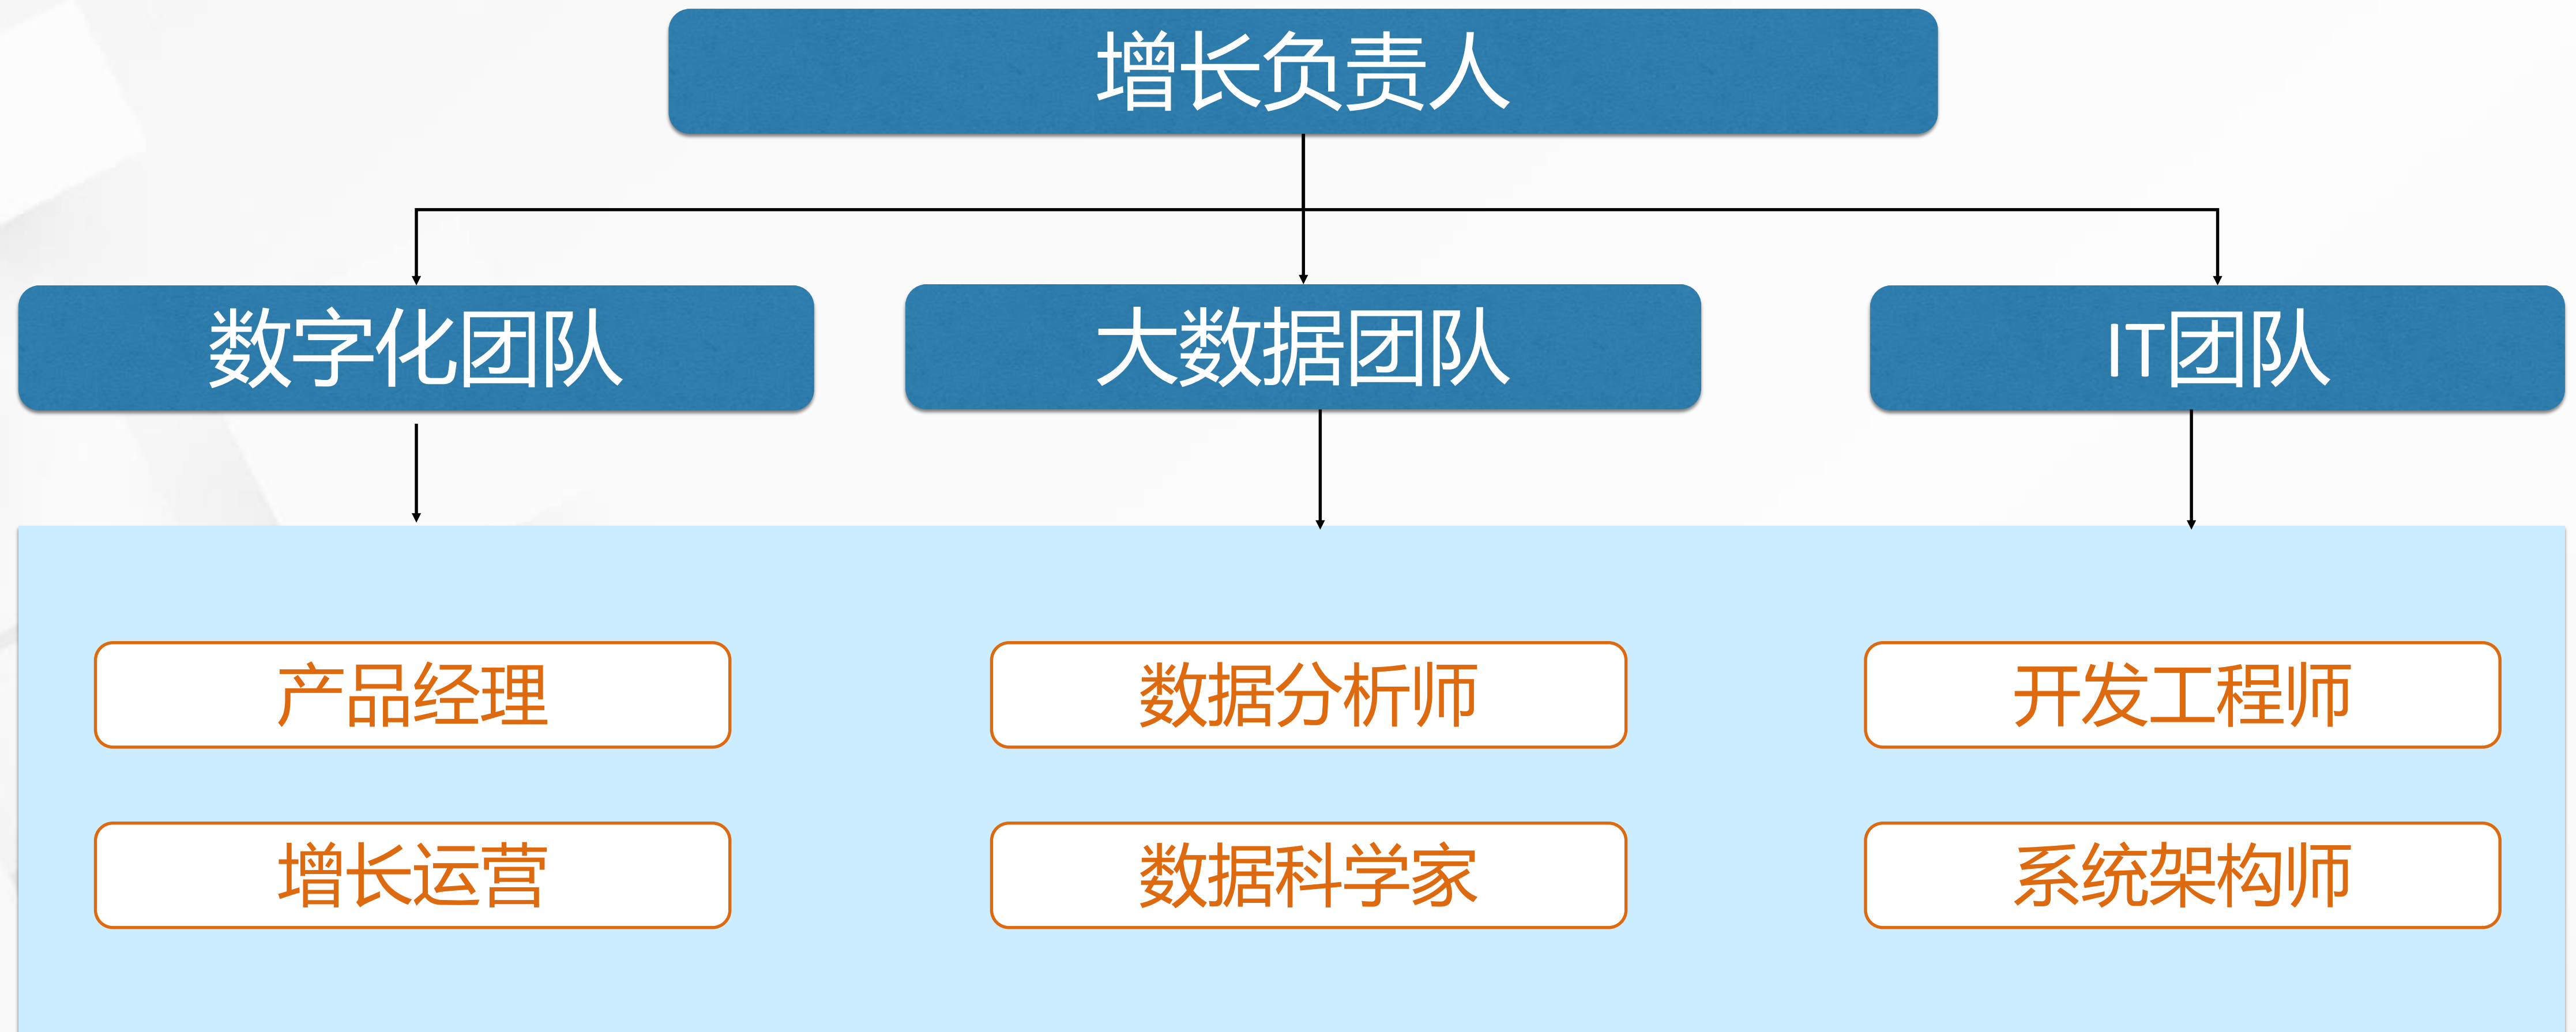 增长负责人
数字化团队
大数据团队
IT团队
产品经理
数据分析师
开发工程师
增长运营
数据科学家
系统架构师